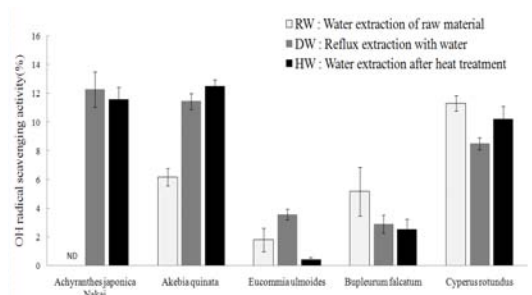 RW : Water extraction of raw material
DW : Reflux extraction with water
HW : Water extraction after heat treatment
OH radical scavenging activity(%)
16
14
12
10
8
6
4
2
0
ND
Achyranthes japonica Akebia quinata Eucommia ulmoides Bupleurum falcatum Cyperus rotundus
Nakai